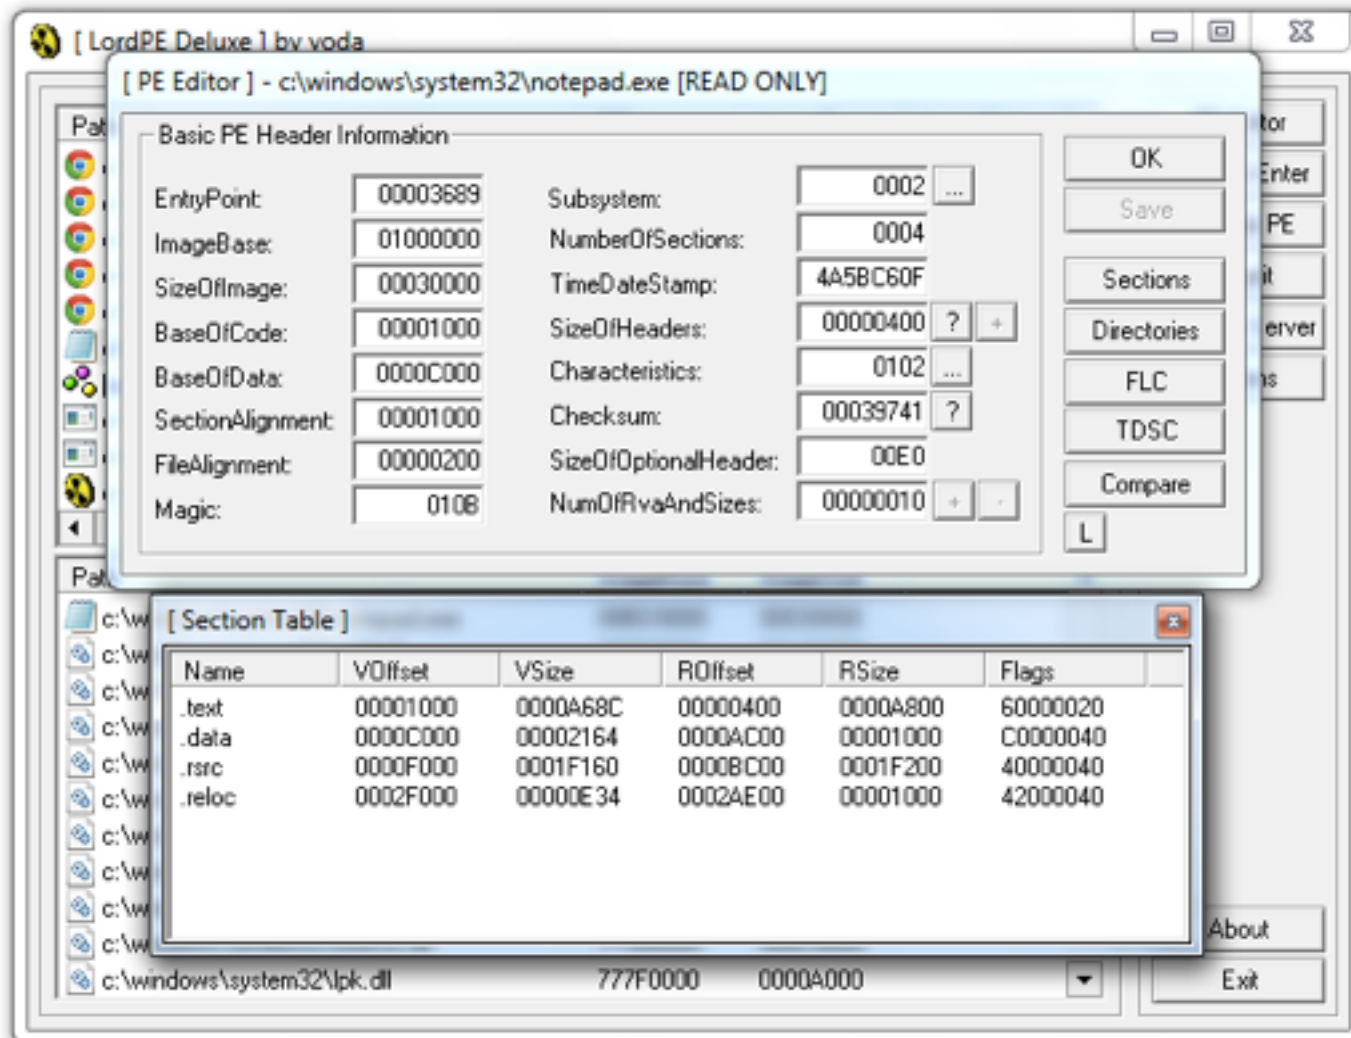 [ LordPE Deluxe ] by yoda
[ PE Editor ] - c:\windows\system32\notepad.exe [READ ONLY]
Basic PE Header Information
EntryPoint: 00003689 Subsystem: 0002 ...
ImageBase: 01000000 NumberOfSections: 0004
SizeOfImage: 00030000 TimeDateStamp: 4A5BC60F
BaseOfCode: 00001000 SizeOfHeaders: 00000400 ? +
BaseOfData: 0000C000 Characteristics: 0102 ...
SectionAlignment: 00001000 Checksum: 00039741 ?
FileAlignment: 00000200 SizeOfOptionalHeader: 00E0
Magic: 010B NumOfRvaAndSizes: 00000010 + -
OK
Save
Sections
Directories
FLC
TDSC
Compare
L
Enter
PE
[ Section Table ]
Name VOffset VSize ROffset RSize Flags
.text 00001000 0000A68C 00000400 0000A800 60000020
.data 0000C000 00002164 0000AC00 00001000 C0000040
.rsrc 0000F000 0001F160 0000BC00 0001F200 40000040
.reloc 0002F000 00000E34 0002AE00 00001000 42000040
c:\w
c:\w
c:\w
c:\w
c:\w
c:\w
c:\w
c:\w
c:\w
c:\w
c:\windows\system32\lpk.dll 777F0000 0000A000
About
Exit